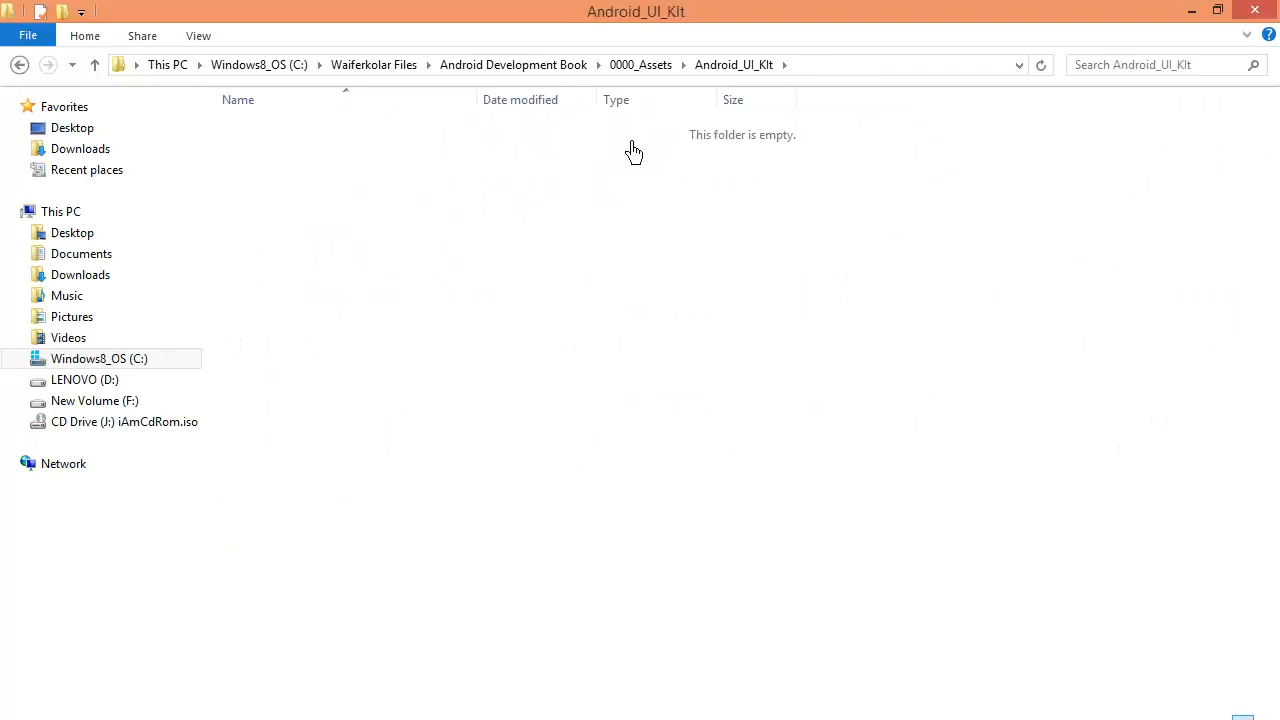 Android_UI_KIt
File Home Share View
This PC Windows8_OS (C:) Waiferkolar Files Android Development Book 0000_Assets Android_UI_KIt Search Android_UI_KIt
Name Date modified Type Size
This folder is empty.
Favorites
Desktop
Downloads
Recent places
This PC
Desktop
Documents
Downloads
Music
Pictures
Videos
Windows8_OS (C:)
LENOVO (D:)
New Volume (F:)
CD Drive (J:) iAmCdRom.iso
Network